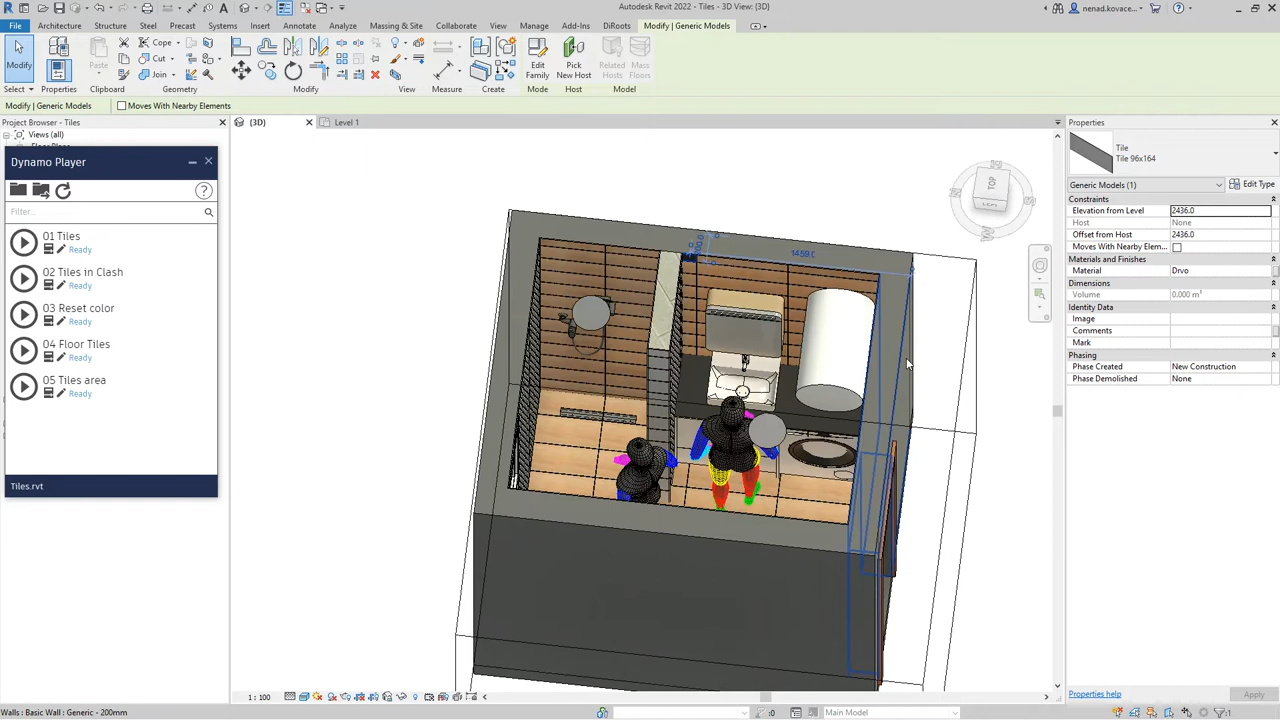 Autodesk Revit 2022 - Tiles - 3D View: {3D}
nenad.kovace...
File Architecture Structure Steel Precast Systems Insert Annotate Analyze Massing & Site Collaborate View Manage Add-Ins DiRoots Modify | Generic Models
Modify
Paste
Cope
Cut
Join
Edit Family
Pick New Host
Related Hosts
Mass Floors
Select Properties Clipboard Geometry Modify View Measure Create Mode Host Model
Modify | Generic Models Moves With Nearby Elements
Project Browser - Tiles
Views (all)
{3D}
Level 1
Dynamo Player
Filter...
01 Tiles
Ready
02 Tiles in Clash
Ready
03 Reset color
Ready
04 Floor Tiles
Ready
05 Tiles area
Ready
Tiles.rvt
TOP
1459.0
Properties
Tile
Tile 96x164
Generic Models (1) Edit Type
Constraints
Elevation from Level 2436.0
Host None
Offset from Host 2436.0
Moves With Nearby Elem...
Materials and Finishes
Material Drvo
Dimensions
Volume 0.000 m³
Identity Data
Image
Comments
Mark
Phasing
Phase Created New Construction
Phase Demolished None
Properties help Apply
1 : 100
Walls : Basic Wall : Generic - 200mm
:0 Main Model :1